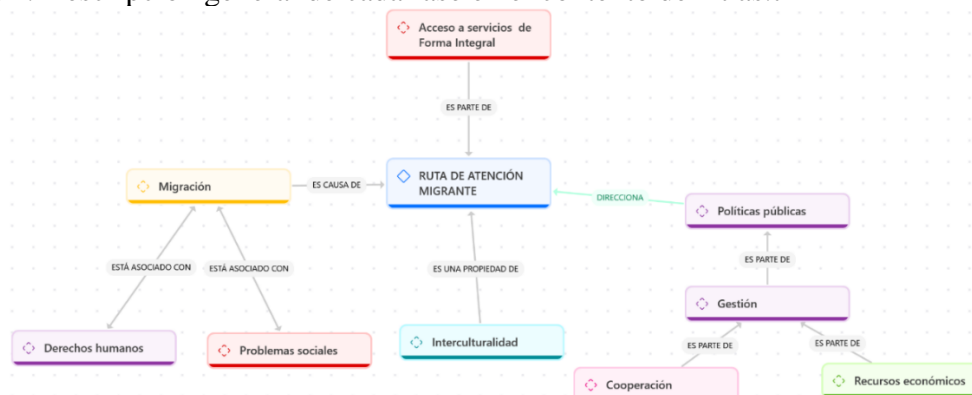 Acceso a servicios de
Forma Integral
ES PARTE DE
Migración
ES CAUSA DE
RUTA DE ATENCIÓN
MIGRANTE
DIRECCIONA
Políticas públicas
ESTÁ ASOCIADO CON
ESTÁ ASOCIADO CON
ES UNA PROPIEDAD DE
ES PARTE DE
Gestión
Derechos humanos
Problemas sociales
Interculturalidad
ES PARTE DE
ES PARTE DE
Cooperación
Recursos económicos